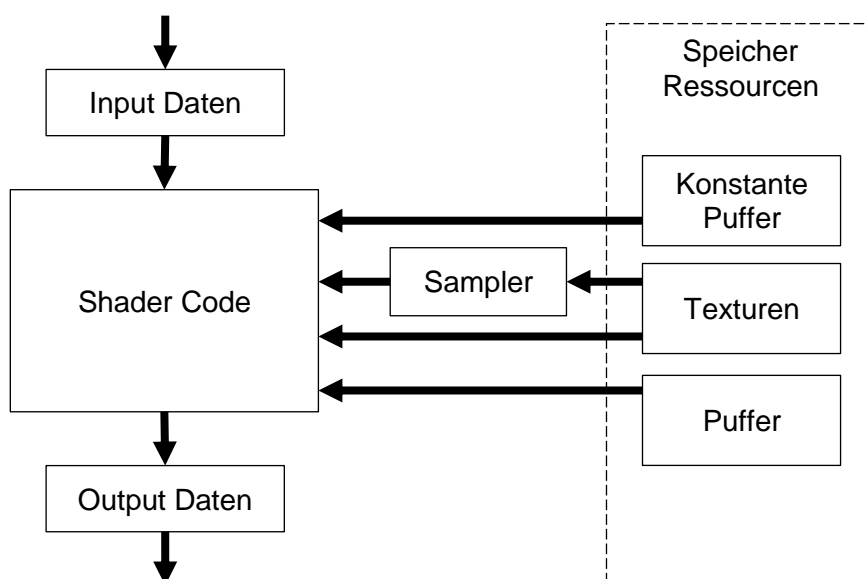 Speicher
Ressourcen
Input Daten
Konstante
Puffer
Sampler
Shader Code
Texturen
Puffer
Output Daten